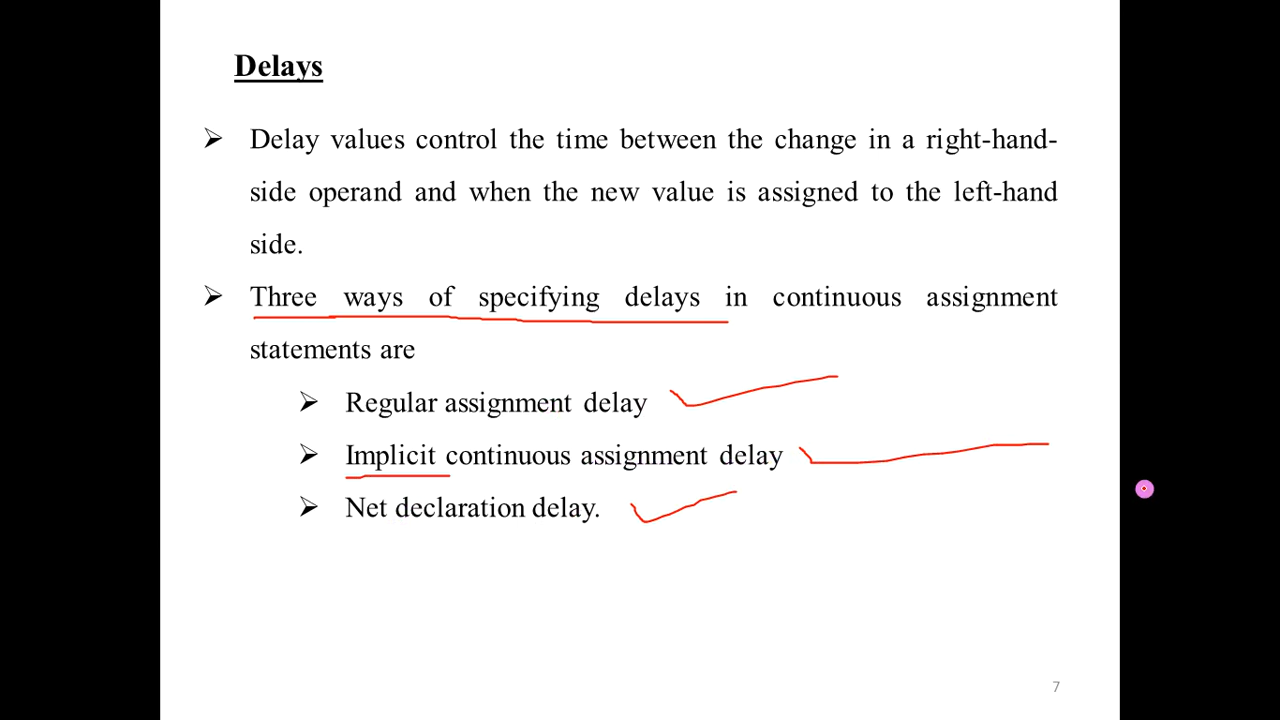 Delays
➢ Delay values control the time between the change in a right-hand-
side operand and when the new value is assigned to the left-hand
side.
➢ Three ways of specifying delays in continuous assignment
statements are
➢ Regular assignment delay
➢ Implicit continuous assignment delay
➢ Net declaration delay.
7